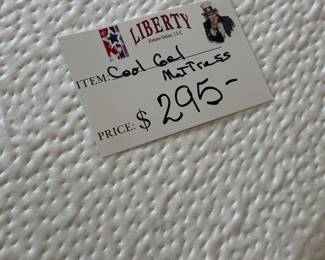 LIBERTY
Estate Sales, LLC
ITEM: Cool Gel
Mattress
PRICE: $ 295-